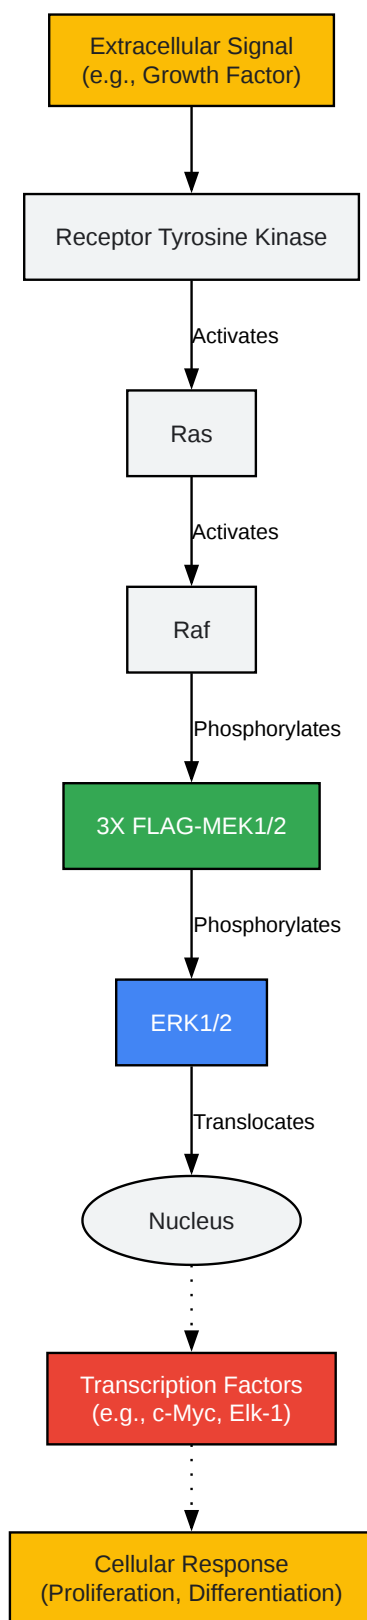 Extracellular Signal
(e.g., Growth Factor)
Receptor Tyrosine Kinase
Activates
Ras
Activates
Raf
Phosphorylates
3X FLAG-MEK1/2
Phosphorylates
ERK1/2
Translocates
Nucleus
Transcription Factors
(e.g., c-Myc, Elk-1)
Cellular Response
(Proliferation, Differentiation)